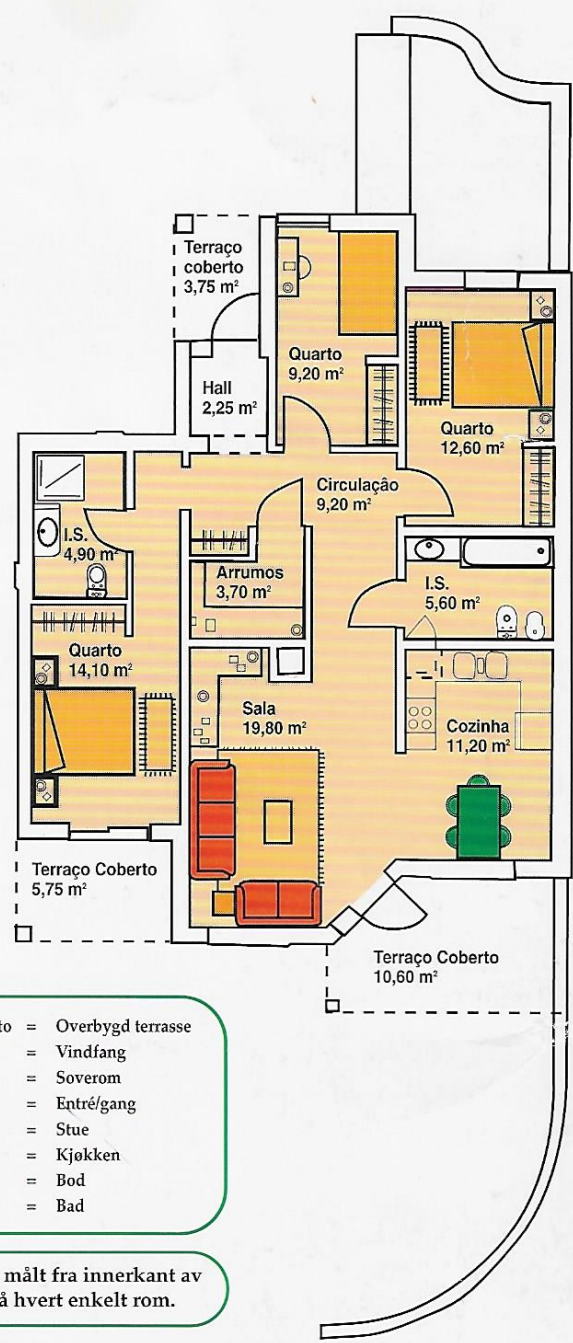 Terraço
coberto
3,75 m²
Quarto
9,20 m²
Hall
2,25 m²
Quarto
12,60 m²
Circulaçâo
9,20 m²
I.S.
4,90 m²
Arrumos
3,70 m²
I.S.
5,60 m²
Quarto
14,10 m²
Sala
19,80 m²
Cozinha
11,20 m²
Terraço Coberto
5,75 m²
Terraço Coberto
10,60 m²
to = Overbygd terrasse
= Vindfang
= Soverom
= Entré/gang
= Stue
= Kjøkken
= Bod
= Bad
målt fra innerkant av
å hvert enkelt rom.